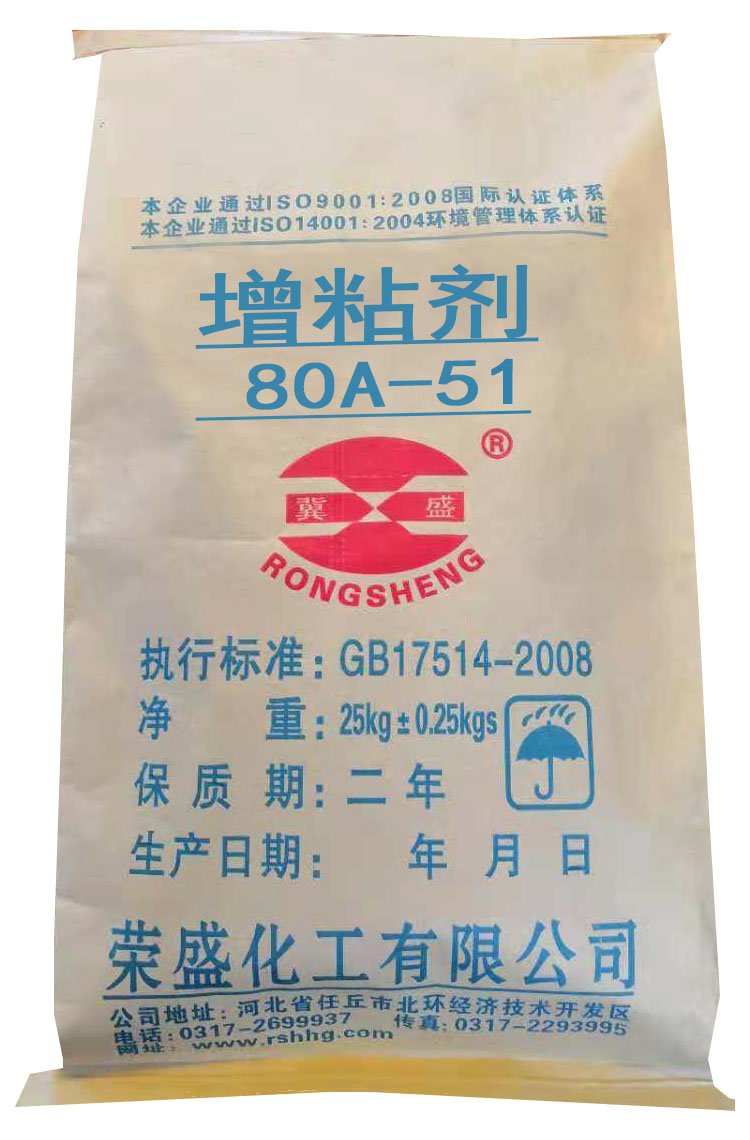 本企业通过ISO9001:2008国际认证体系
本企业通过ISO14001:2004环境管理体系认证
增粘剂
80A-51
®
冀 盛
RONGSHENG
执行标准：GB17514-2008
净 重：25kg±0.25kgs
保 质 期：二 年
生产日期： 年 月 日
荣盛化工有限公司
公司地址：河北省任丘市北环经济技术开发区
电话：0317-2699937 传真：0317-2293995
网址：www.rshhg.com